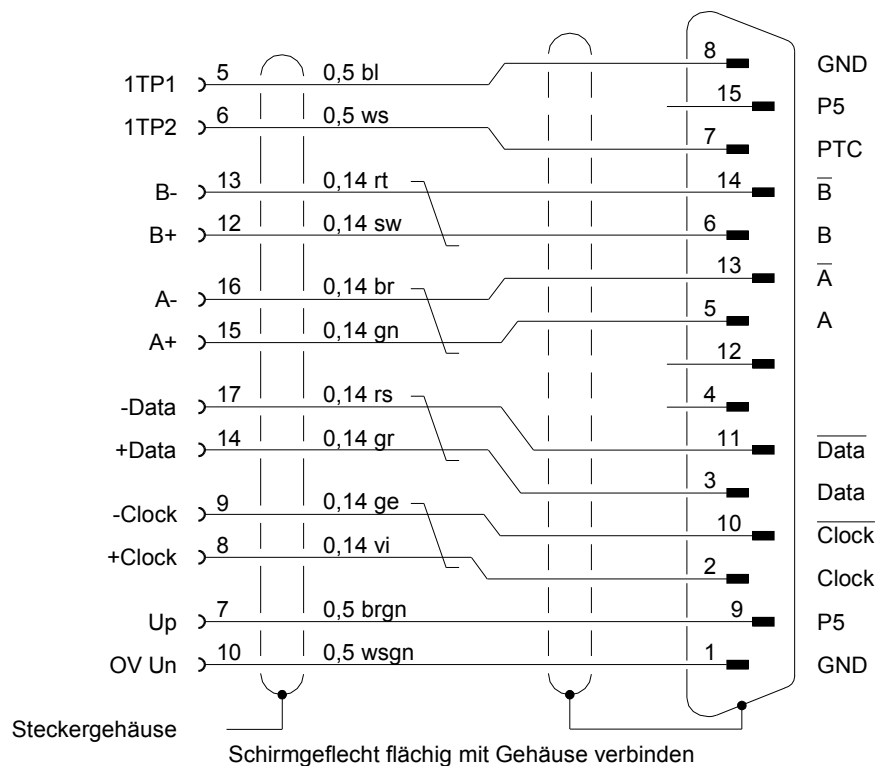 1TP1 5 0,5 bl 8 GND
15 P5
1TP2 6 0,5 ws 7 PTC
B- 13 0,14 rt 14 B
B+ 12 0,14 sw 6 B
A- 16 0,14 br 13 A
A+ 15 0,14 gn 5 A
12
4
-Data 17 0,14 rs 11 Data
+Data 14 0,14 gr 3 Data
-Clock 9 0,14 ge 10 Clock
+Clock 8 0,14 vi 2 Clock
Up 7 0,5 brgn 9 P5
OV Un 10 0,5 wsgn 1 GND
Steckergehäuse
Schirmgeflecht flächig mit Gehäuse verbinden